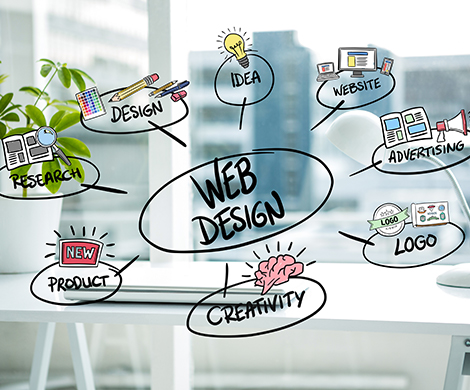 IDEA
WEBSITE
DESIGN
ADVERTISING
RESEARCH
WEB
DESIGN
LOGO
LOGO
NEW
PRODUCT
CREATIVITY